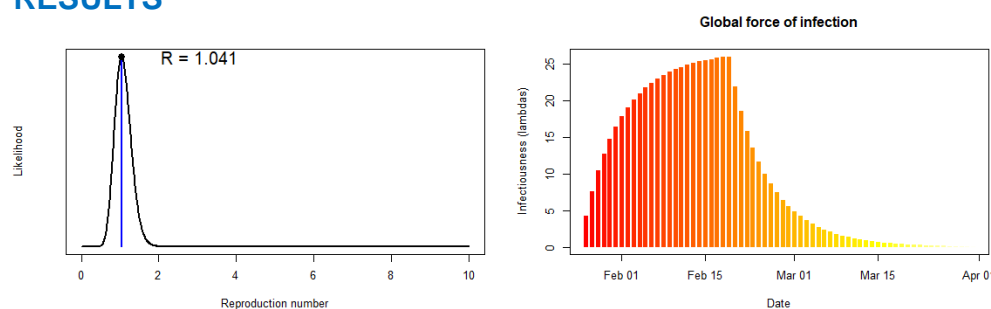 RESULTS
R = 1.041
Likelihood
0 2 4 6 8 10
Reproduction number
Global force of infection
Infectiousness (lambdas)
25
20
15
10
5
0
Feb 01 Feb 15 Mar 01 Mar 15 Apr 0
Date